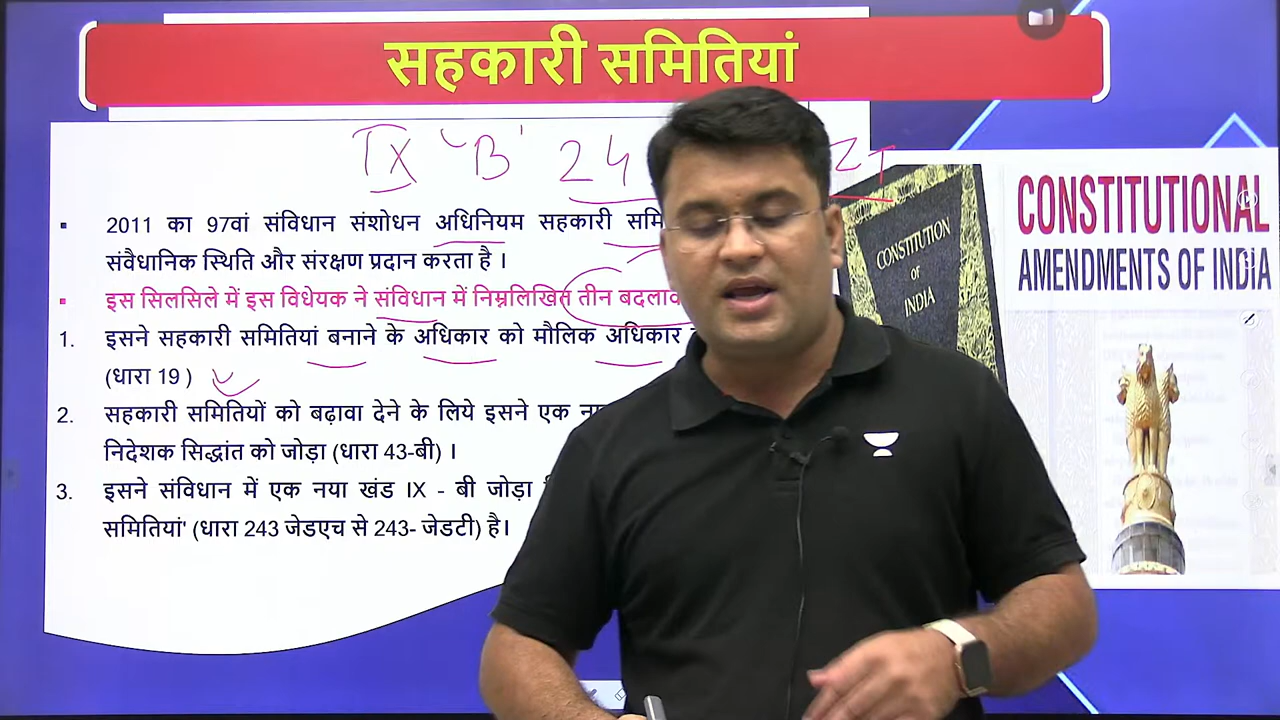 सहकारी समितियां
IX 'B' 24 ZT
2011 का 97वां संविधान संशोधन अधिनियम सहकारी
संवैधानिक स्थिति और संरक्षण प्रदान करता है ।
इस सिलसिले में इस विधेयक ने संविधान में निम्नलिखित तीन
1. इसने सहकारी समितियां बनाने के अधिकार को मौलिक अधिकार
(धारा 19 )
2. सहकारी समितियों को बढ़ावा देने के लिये इसने एक
निदेशक सिद्धांत को जोड़ा (धारा 43-बी) ।
3. इसने संविधान में एक नया खंड IX - बी जोड़ा
समितियां' (धारा 243 जेडएच से 243- जेडटी) है।
CONSTITUTION
OF
INDIA
CONSTITUTIONAL
AMENDMENTS OF INDIA